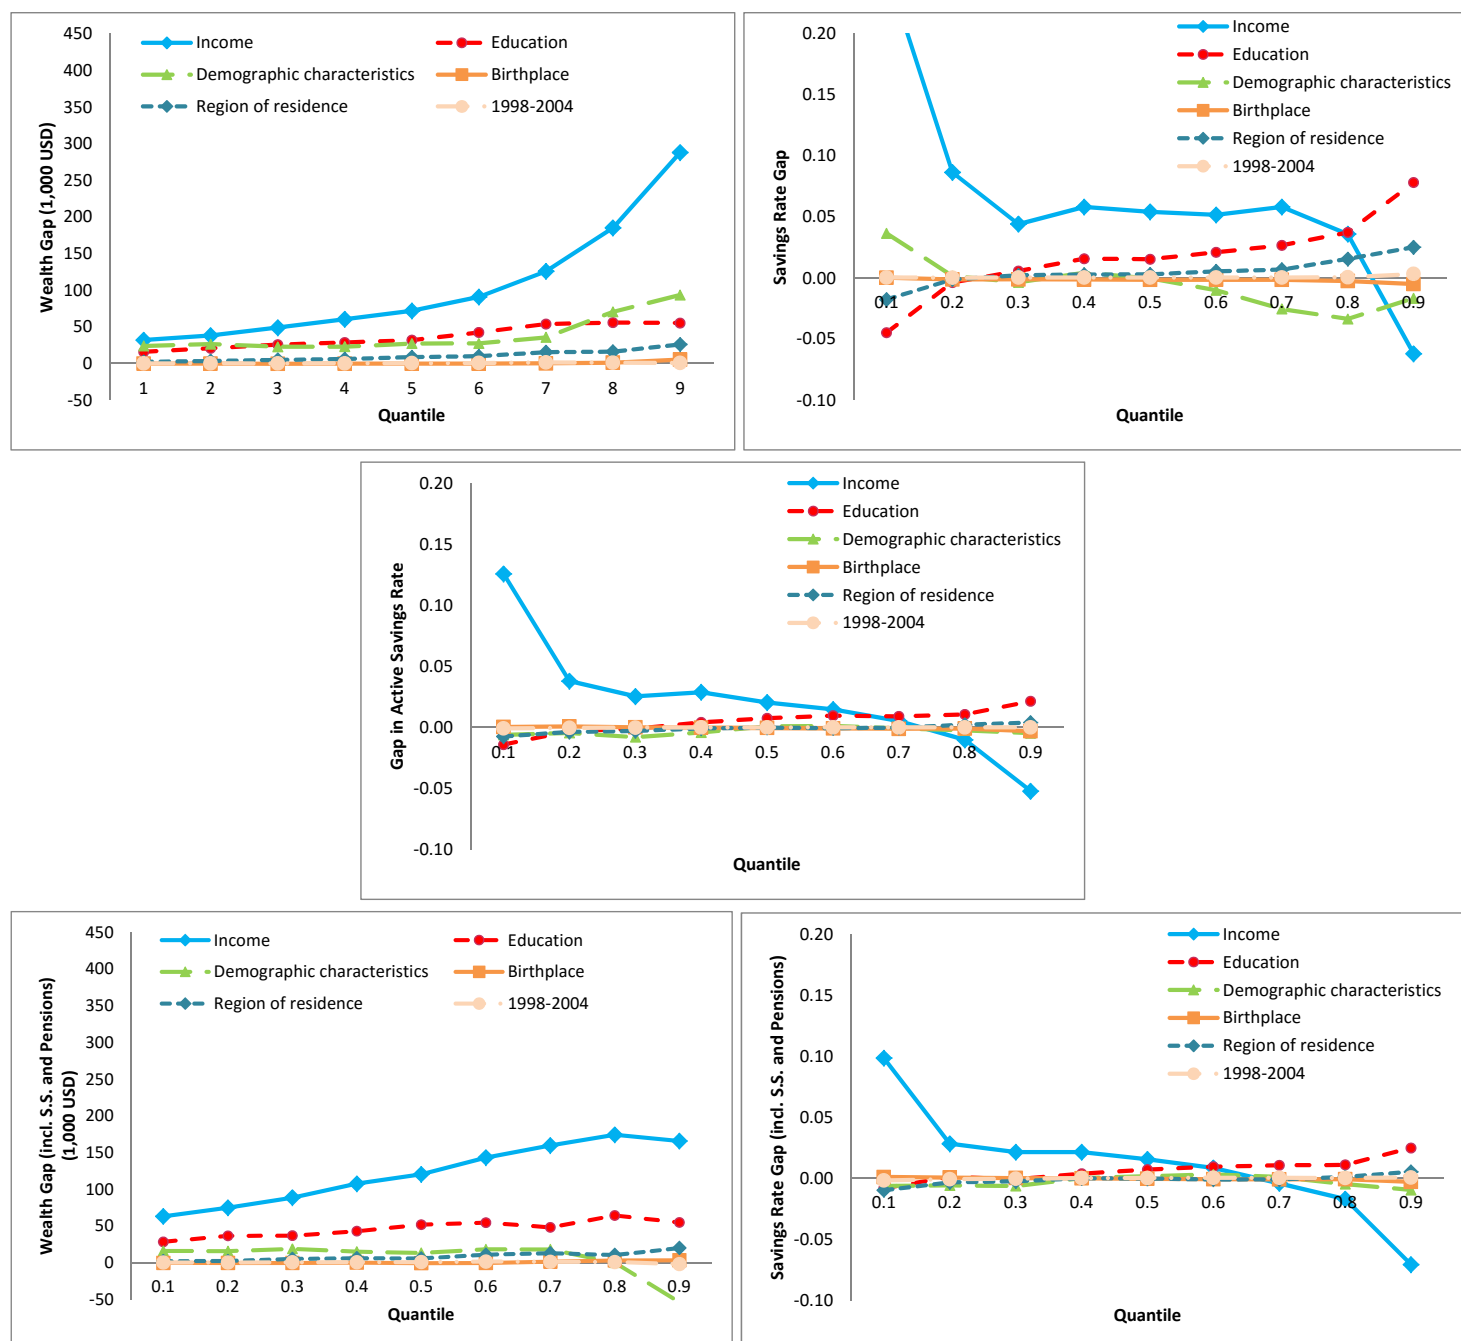 450
400
350
300
250
200
150
100
50
0
-50
Wealth Gap (1,000 USD)
Income
Education
Demographic characteristics
Birthplace
Region of residence
1998-2004
1 2 3 4 5 6 7 8 9
Quantile
0.20
0.15
0.10
0.05
0.00
-0.05
-0.10
Savings Rate Gap
Income
Education
Demographic characteristics
Birthplace
Region of residence
1998-2004
0.1 0.2 0.3 0.4 0.5 0.6 0.7 0.8 0.9
Quantile
0.20
0.15
0.10
0.05
0.00
-0.05
-0.10
Gap in Active Savings Rate
Income
Education
Demographic characteristics
Birthplace
Region of residence
1998-2004
0.1 0.2 0.3 0.4 0.5 0.6 0.7 0.8 0.9
Quantile
450
400
350
300
250
200
150
100
50
0
-50
Wealth Gap (incl. S.S. and Pensions)
(1,000 USD)
Income
Education
Demographic characteristics
Birthplace
Region of residence
1998-2004
0.1 0.2 0.3 0.4 0.5 0.6 0.7 0.8 0.9
Quantile
0.20
0.15
0.10
0.05
0.00
-0.05
-0.10
Savings Rate Gap (incl. S.S. and Pensions)
Income
Education
Demographic characteristics
Birthplace
Region of residence
1998-2004
0.1 0.2 0.3 0.4 0.5 0.6 0.7 0.8 0.9
Quantile